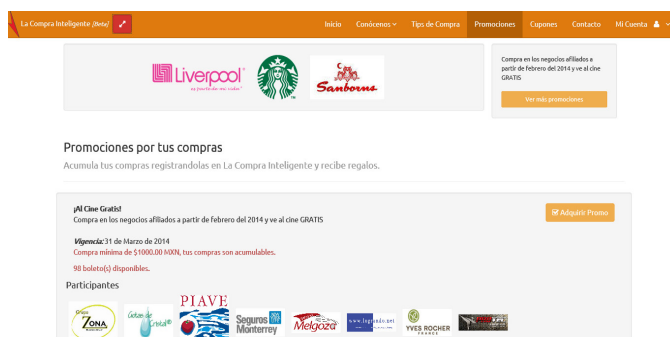 La Compra Inteligente [Beta]
Inicio Conócenos Tips de Compra Promociones Cupones Contacto Mi Cuenta
Liverpool
es parte de mi vida
Sanborns
Compra en los negocios afiliados a
partir de febrero del 2014 y ve al cine
GRATIS
Ver más promociones
Promociones por tus compras
Acumula tus compras registrandolas en La Compra Inteligente y recibe regalos.
¡Al Cine Gratis!
Compra en los negocios afiliados a partir de febrero del 2014 y ve al cine GRATIS
Adquirir Promo
Vigencia: 31 de Marzo de 2014
Compra mínima de $1000.00 MXN, tus compras son acumulables.
98 boleto(s) disponibles.
Participantes
Grupo
ZONA
Gotas de
Cristal
PIAVE
Seguros
Monterrey
Melgoza
YVES ROCHER
FRANCE